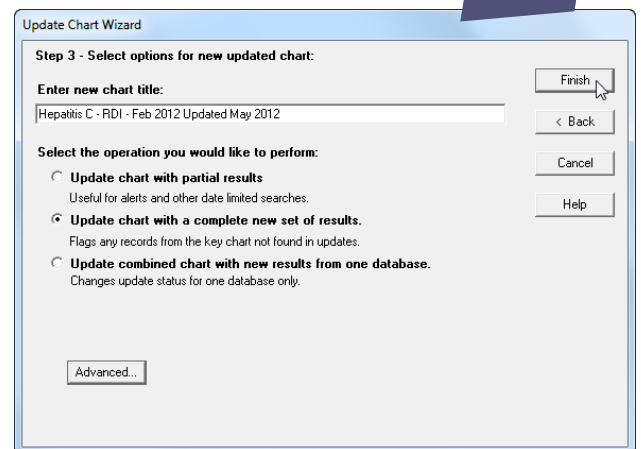 Update Chart Wizard
Step 3 - Select options for new updated chart:
Enter new chart title:
Hepatitis C - RDI - Feb 2012 Updated May 2012
Select the operation you would like to perform:
Update chart with partial results
Useful for alerts and other date limited searches.
Update chart with a complete new set of results.
Flags any records from the key chart not found in updates.
Update combined chart with new results from one database.
Changes update status for one database only.
Advanced...
Finish
< Back
Cancel
Help